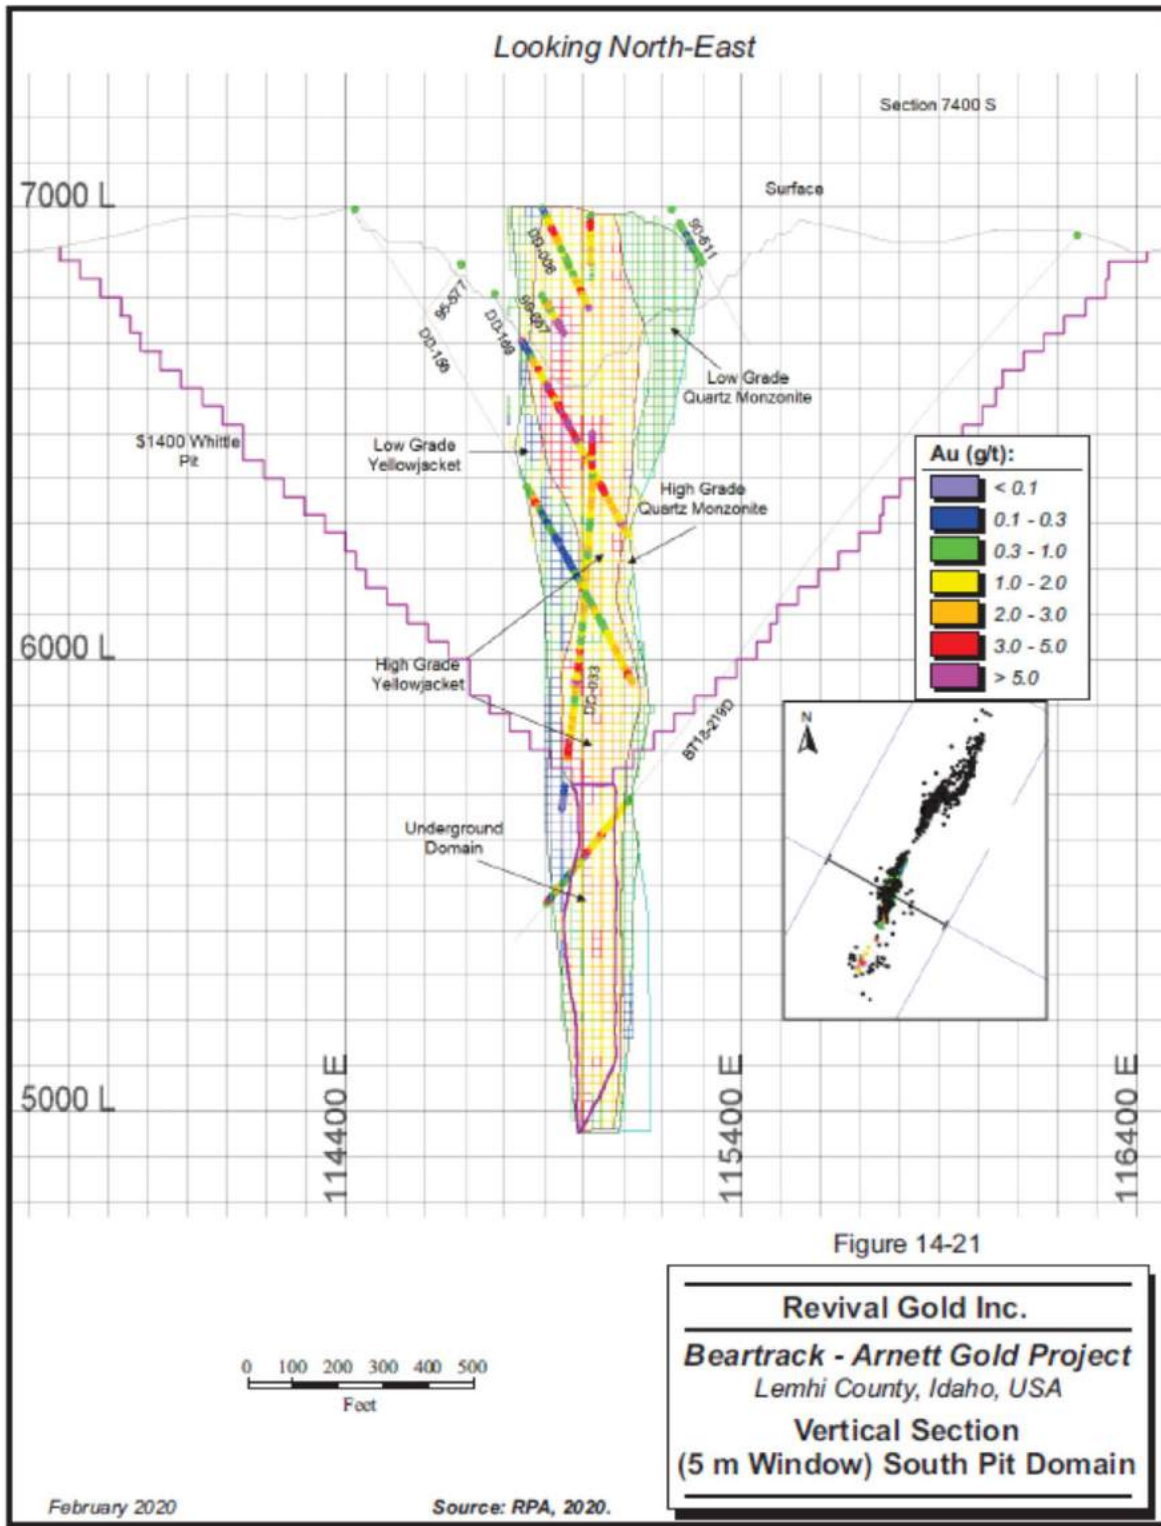 Looking North-East
Section 7400 S
7000 L
Surface
90-611
DD-006
95-577
99-667
DD-169
DD-156
Low Grade
Quartz Monzonite
$1400 Whittle
Pit
Low Grade
Yellowjacket
High Grade
Quartz Monzonite
Au (g/t):
< 0.1
0.1 - 0.3
0.3 - 1.0
1.0 - 2.0
2.0 - 3.0
3.0 - 5.0
> 5.0
6000 L
High Grade
Yellowjacket
DD-033
BT18-219D
N
Underground
Domain
5000 L
114400 E
115400 E
116400 E
Figure 14-21
Revival Gold Inc.
Beartrack - Arnett Gold Project
Lemhi County, Idaho, USA
Vertical Section
(5 m Window) South Pit Domain
0 100 200 300 400 500
Feet
February 2020
Source: RPA, 2020.